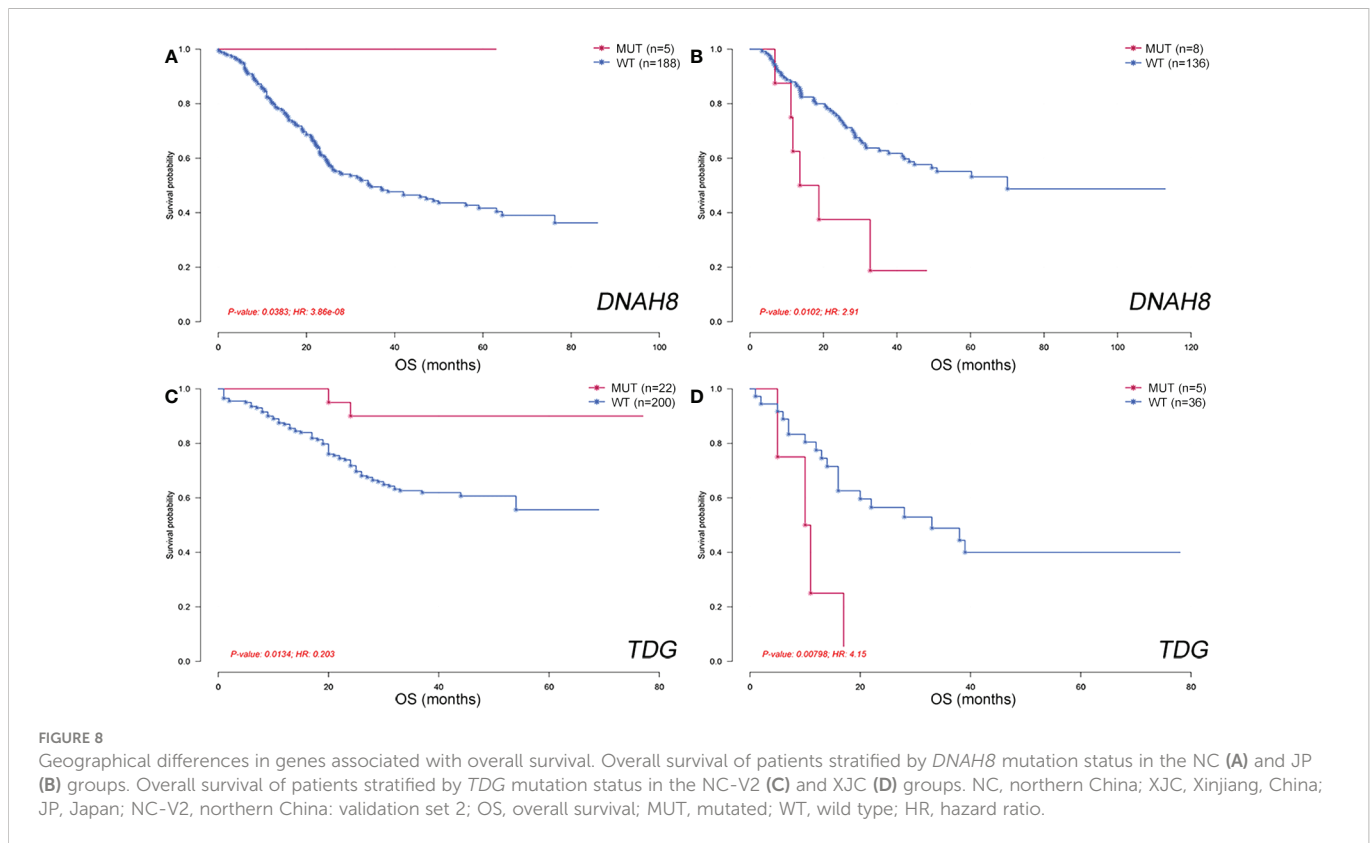 A
1.0
0.8
0.6
0.4
0.2
0.0
Survival probability
MUT (n=5)
WT (n=188)
DNAH8
P-value: 0.0383; HR: 3.86e-08
0 20 40 60 80 100
OS (months)
B
1.0
0.8
0.6
0.4
0.2
0.0
Survival probability
MUT (n=8)
WT (n=136)
DNAH8
P-value: 0.0102; HR: 2.91
0 20 40 60 80 100 120
OS (months)
C
1.0
0.8
0.6
0.4
0.2
0.0
Survival probability
MUT (n=22)
WT (n=200)
TDG
P-value: 0.0134; HR: 0.203
0 20 40 60 80
OS (months)
D
1.0
0.8
0.6
0.4
0.2
0.0
Survival probability
MUT (n=5)
WT (n=36)
TDG
P-value: 0.00798; HR: 4.15
0 20 40 60 80
OS (months)
FIGURE 8
Geographical differences in genes associated with overall survival. Overall survival of patients stratified by DNAH8 mutation status in the NC (A) and JP
(B) groups. Overall survival of patients stratified by TDG mutation status in the NC-V2 (C) and XJC (D) groups. NC, northern China; XJC, Xinjiang, China;
JP, Japan; NC-V2, northern China: validation set 2; OS, overall survival; MUT, mutated; WT, wild type; HR, hazard ratio.